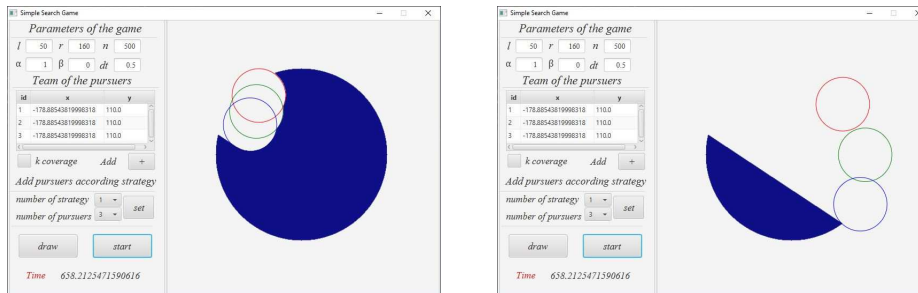 Simple Search Game
Parameters of the game
l 50 r 160 n 500
α 1 β 0 dt 0.5
Team of the pursuers
id x y
1 -178.88543819998318 110.0
2 -178.88543819998318 110.0
3 -178.88543819998318 110.0
k coverage Add +
Add pursuers according strategy
number of strategy 1
number of pursuers 3
set
draw start
Time 658.2125471590616
Simple Search Game
Parameters of the game
l 50 r 160 n 500
α 1 β 0 dt 0.5
Team of the pursuers
id x y
1 -178.88543819998318 110.0
2 -178.88543819998318 110.0
3 -178.88543819998318 110.0
k coverage Add +
Add pursuers according strategy
number of strategy 1
number of pursuers 3
set
draw start
Time 658.2125471590616